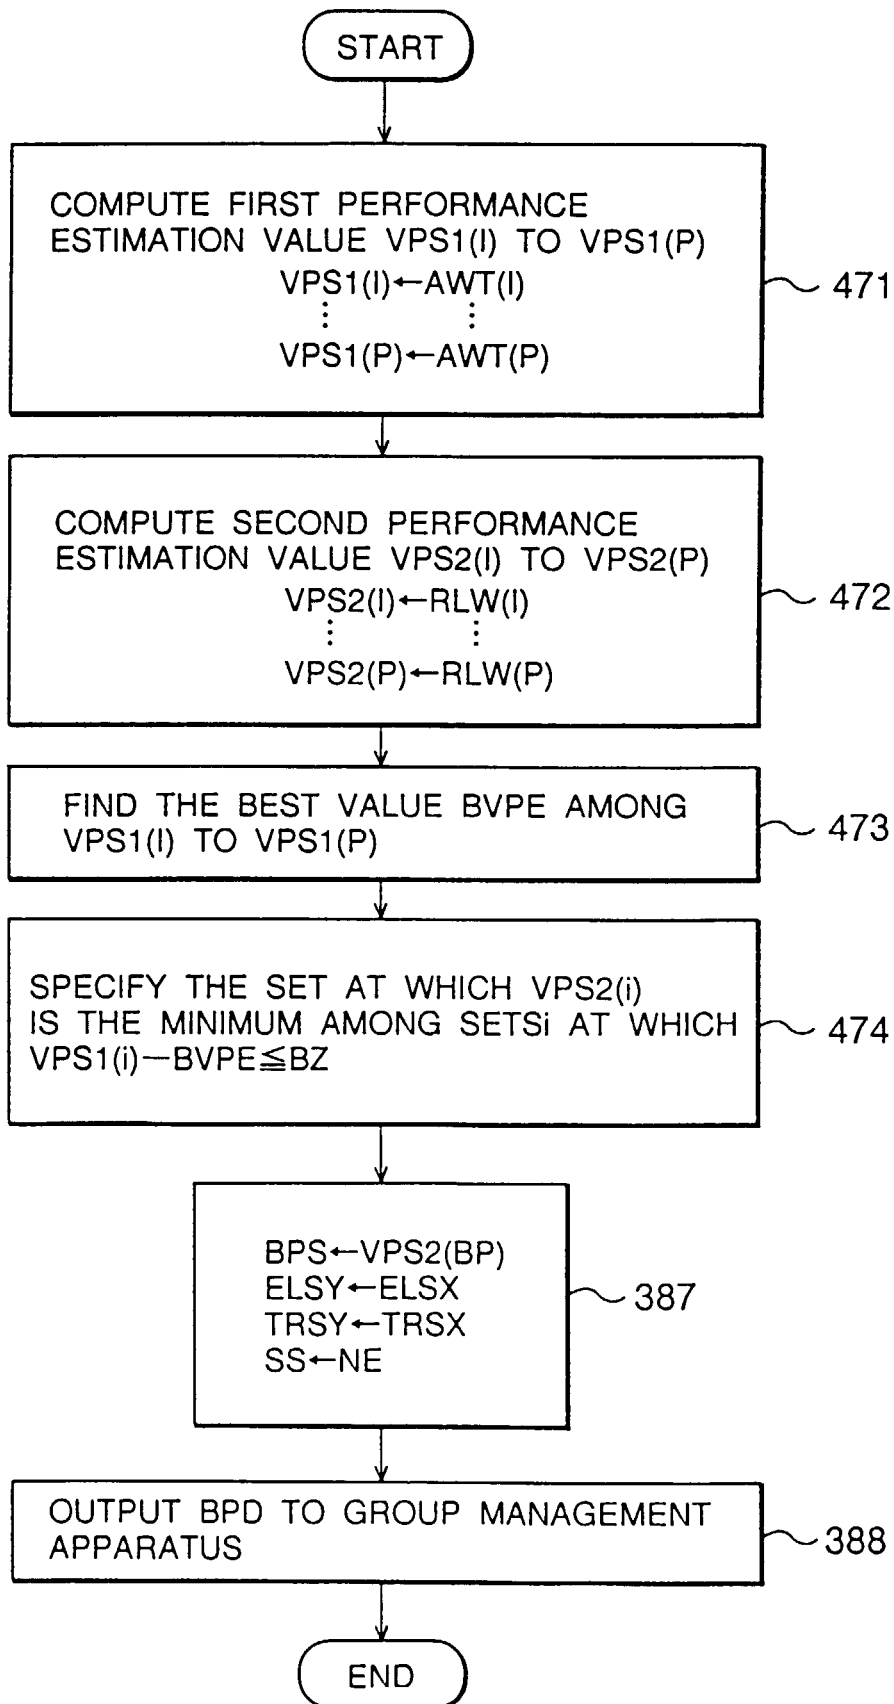 START
COMPUTE FIRST PERFORMANCE
ESTIMATION VALUE VPS1(I) TO VPS1(P)
VPS1(I)←AWT(I)
⋮ ⋮
VPS1(P)←AWT(P)
471
COMPUTE SECOND PERFORMANCE
ESTIMATION VALUE VPS2(I) TO VPS2(P)
VPS2(I)←RLW(I)
⋮ ⋮
VPS2(P)←RLW(P)
472
FIND THE BEST VALUE BVPE AMONG
VPS1(I) TO VPS1(P)
473
SPECIFY THE SET AT WHICH VPS2(i)
IS THE MINIMUM AMONG SETSi AT WHICH
VPS1(i)−BVPE≦BZ
474
BPS←VPS2(BP)
ELSY←ELSX
TRSY←TRSX
SS←NE
387
OUTPUT BPD TO GROUP MANAGEMENT
APPARATUS
388
END